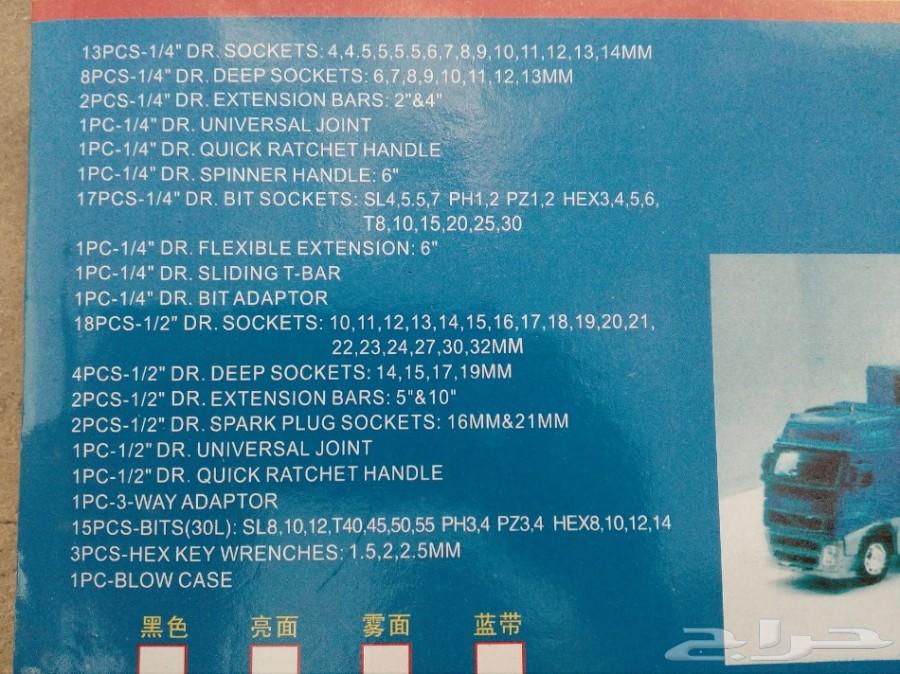 13PCS-1/4" DR. SOCKETS: 4,4.5,5,5.5,6,7,8,9,10,11,12,13,14MM
8PCS-1/4" DR. DEEP SOCKETS: 6,7,8,9,10,11,12,13MM
2PCS-1/4" DR. EXTENSION BARS: 2"&4"
1PC-1/4" DR. UNIVERSAL JOINT
1PC-1/4" DR. QUICK RATCHET HANDLE
1PC-1/4" DR. SPINNER HANDLE: 6"
17PCS-1/4" DR. BIT SOCKETS: SL4,5.5,7 PH1,2 PZ1,2 HEX3,4,5,6,
T8,10,15,20,25,30
1PC-1/4" DR. FLEXIBLE EXTENSION: 6"
1PC-1/4" DR. SLIDING T-BAR
1PC-1/4" DR. BIT ADAPTOR
18PCS-1/2" DR. SOCKETS: 10,11,12,13,14,15,16,17,18,19,20,21,
22,23,24,27,30,32MM
4PCS-1/2" DR. DEEP SOCKETS: 14,15,17,19MM
2PCS-1/2" DR. EXTENSION BARS: 5"&10"
2PCS-1/2" DR. SPARK PLUG SOCKETS: 16MM&21MM
1PC-1/2" DR. UNIVERSAL JOINT
1PC-1/2" DR. QUICK RATCHET HANDLE
1PC-3-WAY ADAPTOR
15PCS-BITS(30L): SL8,10,12,T40,45,50,55 PH3,4 PZ3,4 HEX8,10,12,14
3PCS-HEX KEY WRENCHES: 1.5,2,2.5MM
1PC-BLOW CASE
黑色 亮面 雾面 蓝带
حراج